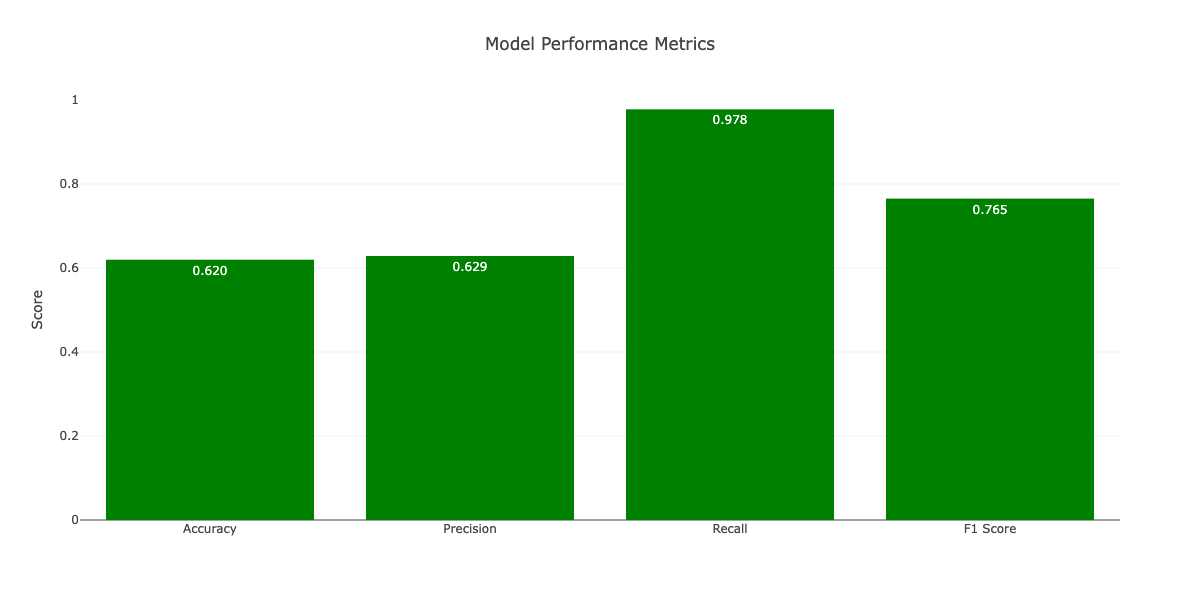 Model Performance Metrics
1
0.8
0.6
0.4
0.2
0
Score
0.620
0.629
0.978
0.765
Accuracy
Precision
Recall
F1 Score